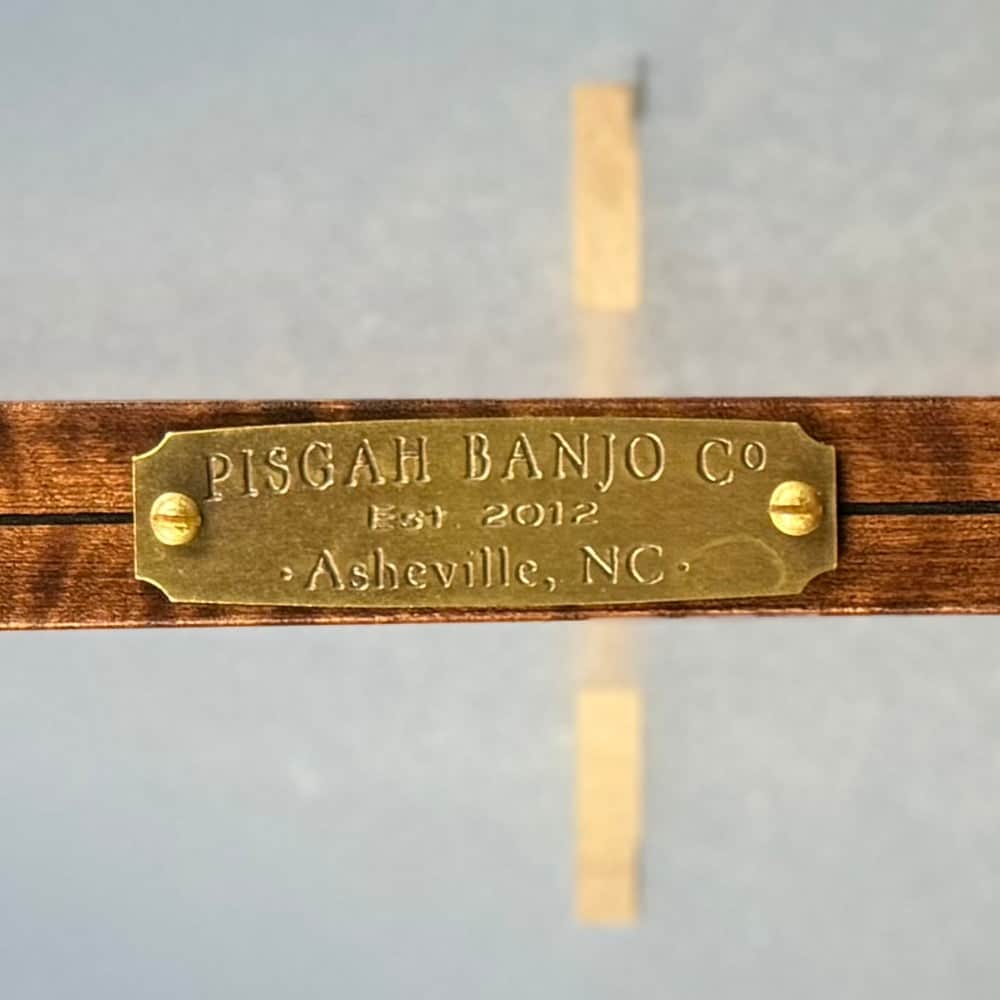 PISGAH BANJO Co
Est. 2012
· Asheville, NC ·